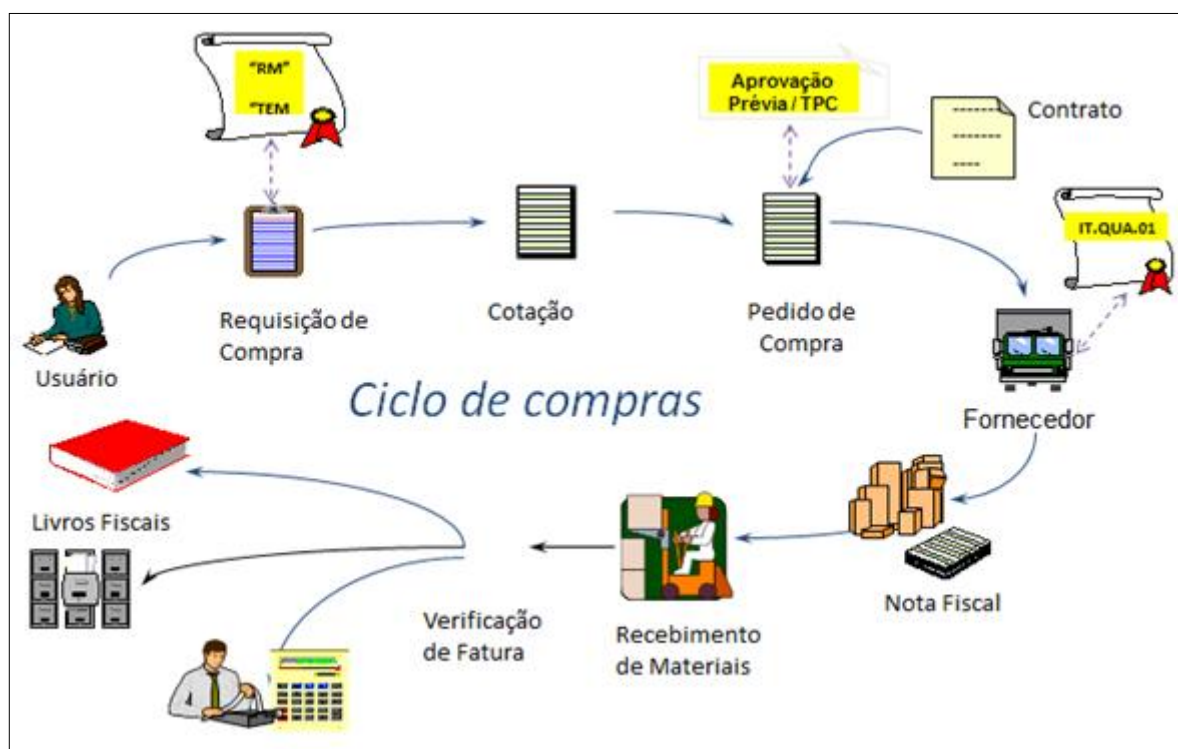 “RM”
“TEM
Aprovação
Prévia / TPC
Contrato
IT.QUA.01
Usuário
Requisição de
Compra
Cotação
Pedido de
Compra
Fornecedor
Ciclo de compras
Livros Fiscais
Verificação
de Fatura
Recebimento
de Materiais
Nota Fiscal